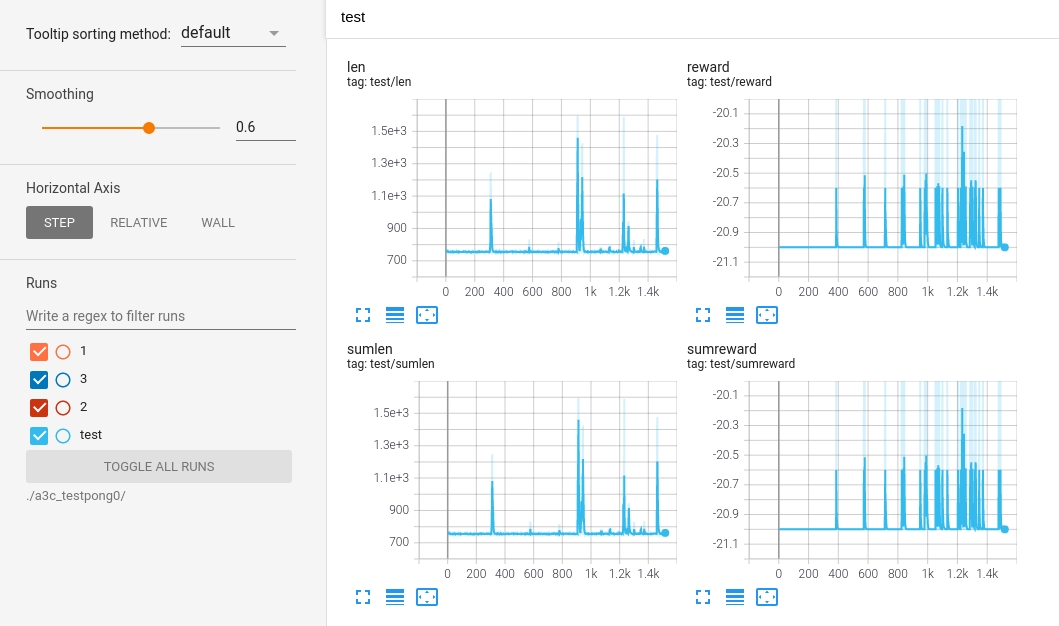 Tooltip sorting method: default
Smoothing
0.6
Horizontal Axis
STEP RELATIVE WALL
Runs
Write a regex to filter runs
1
3
2
test
TOGGLE ALL RUNS
./a3c_testpong0/
test
len
tag: test/len
1.5e+3
1.3e+3
1.1e+3
900
700
0 200 400 600 800 1k 1.2k 1.4k
reward
tag: test/reward
-20.1
-20.3
-20.5
-20.7
-20.9
-21.1
0 200 400 600 800 1k 1.2k 1.4k
sumlen
tag: test/sumlen
1.5e+3
1.3e+3
1.1e+3
900
700
0 200 400 600 800 1k 1.2k 1.4k
sumreward
tag: test/sumreward
-20.1
-20.3
-20.5
-20.7
-20.9
-21.1
0 200 400 600 800 1k 1.2k 1.4k